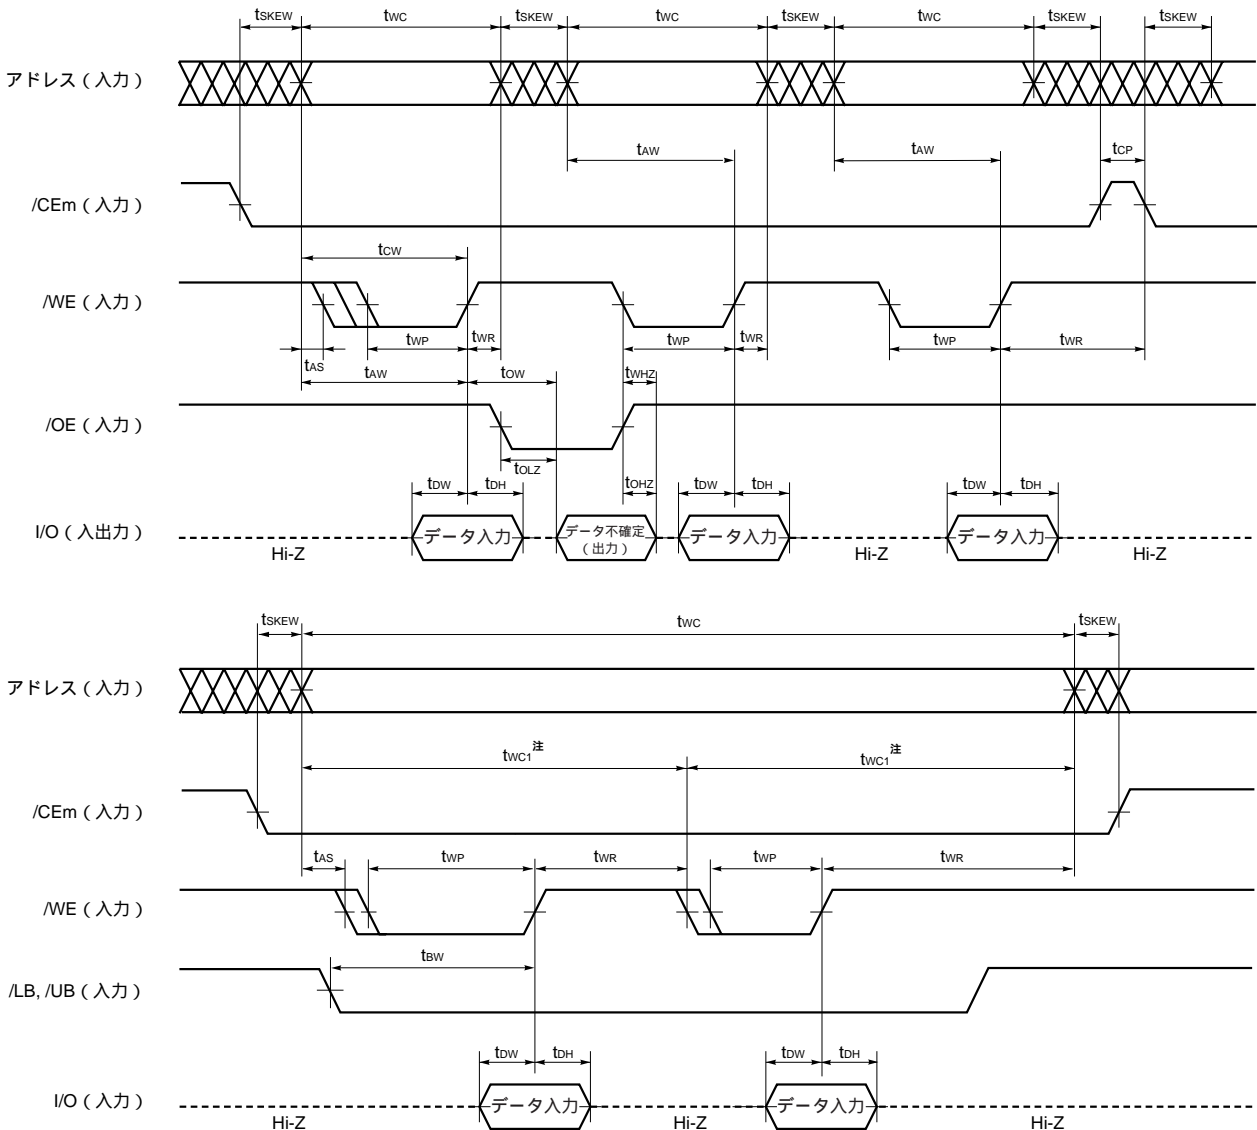 tSKEW tWC tSKEW tWC tSKEW tWC tSKEW tSKEW
アドレス（入力）
tAW tAW tCP
/CEm（入力）
tCW
/WE（入力）
tWP tWR tWP tWR tWP tWR
tAS tAW tOW tWHZ
/OE（入力）
tOLZ tOHZ
tDW tDH tDW tDH tDW tDH
I/O（入出力） データ入力 データ不確定（出力） データ入力 データ入力
Hi-Z Hi-Z Hi-Z
tSKEW tWC tSKEW
アドレス（入力）
tWC1注 tWC1注
/CEm（入力）
tAS tWP tWR tWP tWR
/WE（入力）
tBW
/LB, /UB（入力）
tDW tDH tDW tDH
I/O（入力） データ入力 データ入力
Hi-Z Hi-Z Hi-Z